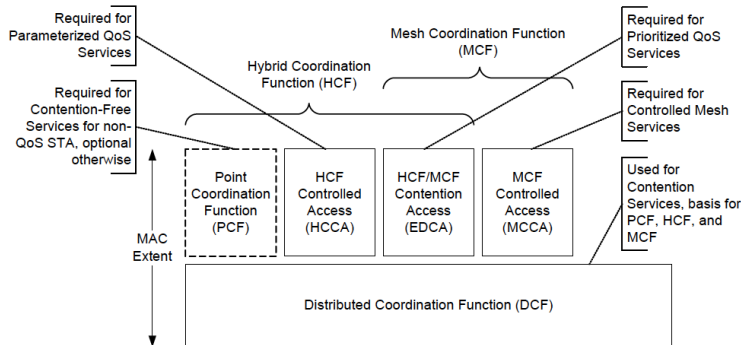 Required for
Parameterized QoS
Services
Mesh Coordination Function
(MCF)
Required for
Prioritized QoS
Services
Hybrid Coordination
Function (HCF)
Required for
Contention-Free
Services for non-
QoS STA, optional
otherwise
Required for
Controlled Mesh
Services
Point
Coordination
Function
(PCF)
HCF
Controlled
Access
(HCCA)
HCF/MCF
Contention
Access
(EDCA)
MCF
Controlled
Access
(MCCA)
Used for
Contention
Services, basis for
PCF, HCF, and
MCF
MAC
Extent
Distributed Coordination Function (DCF)